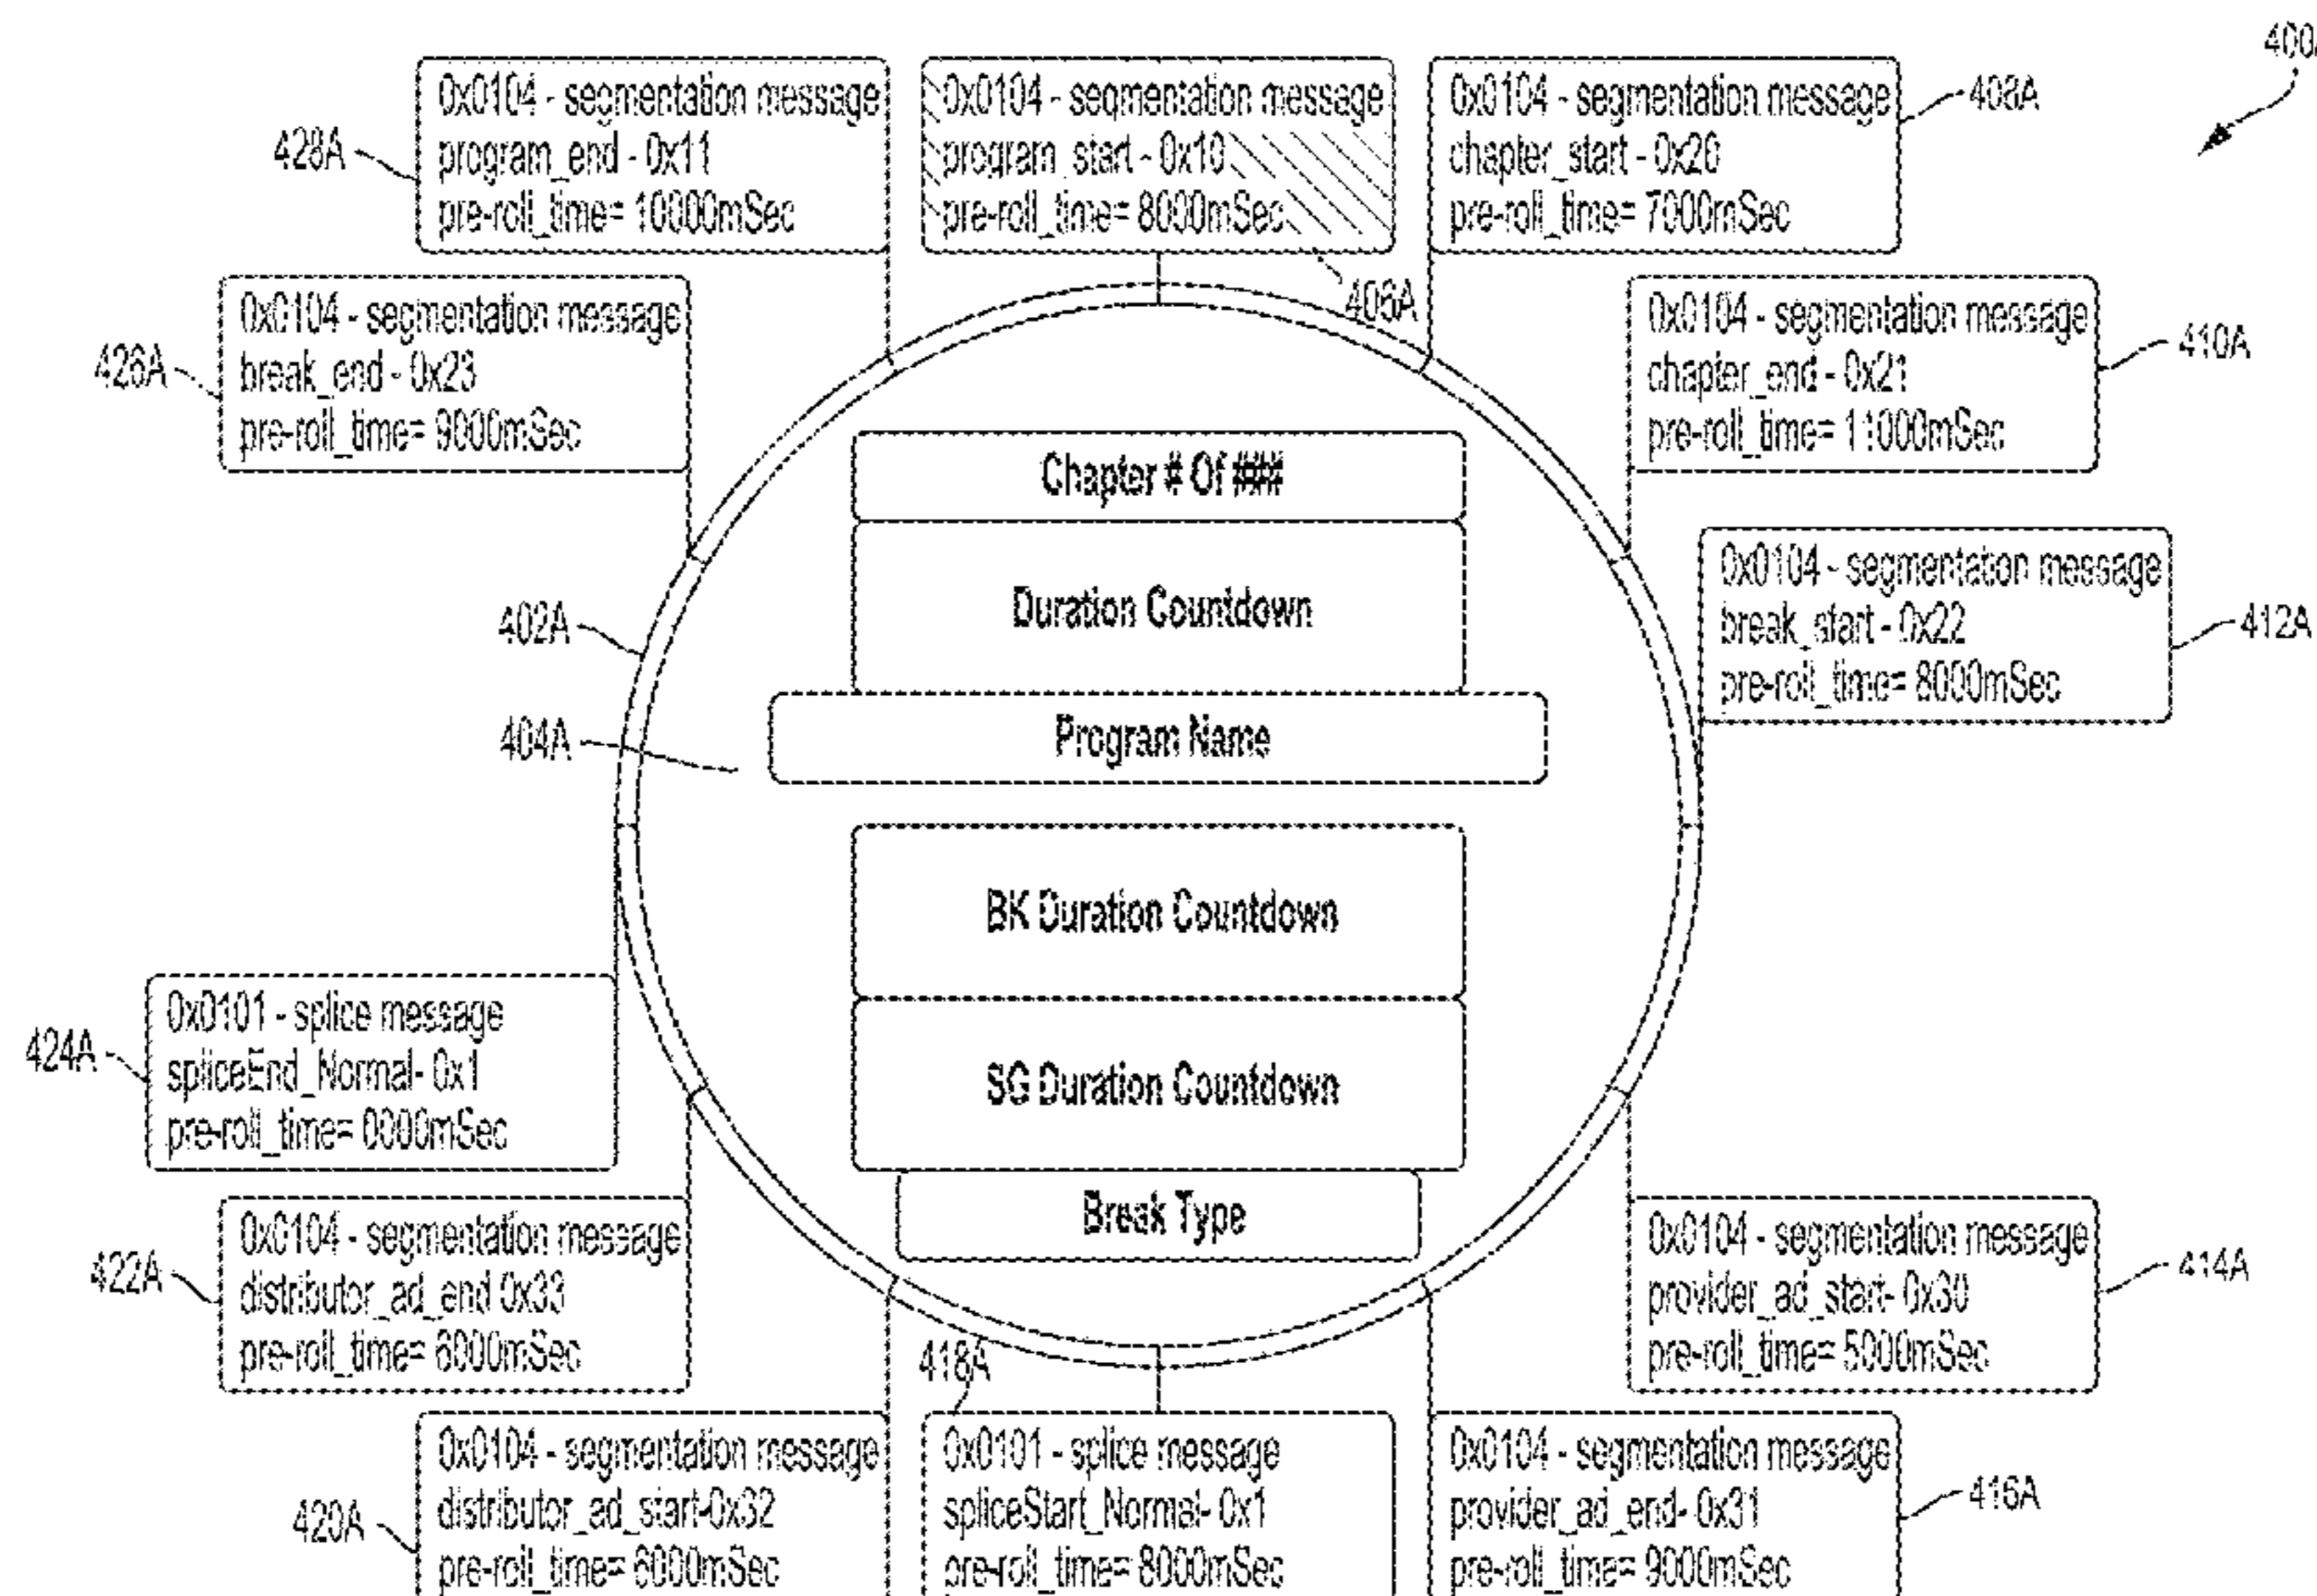 400A
0x0104 - segmentation message
program_end - 0x11
pre-roll_time= 10000mSec
428A
0x0104 - segmentation message
program_start - 0x10
pre-roll_time= 8000mSec
406A
0x0104 - segmentation message
chapter_start - 0x20
pre-roll_time= 7000mSec
408A
0x0104 - segmentation message
break_end - 0x23
pre-roll_time= 9000mSec
426A
0x0104 - segmentation message
chapter_end - 0x21
pre-roll_time= 11000mSec
410A
Chapter # Of ###
Duration Countdown
Program Name
402A
404A
0x0104 - segmentation message
break_start - 0x22
pre-roll_time= 8000mSec
412A
BK Duration Countdown
SG Duration Countdown
Break Type
0x0101 - splice message
spliceEnd_Normal- 0x1
pre-roll_time= 0000mSec
424A
0x0104 - segmentation message
distributor_ad_end 0x33
pre-roll_time= 6000mSec
422A
0x0104 - segmentation message
provider_ad_start- 0x30
pre-roll_time= 5000mSec
414A
0x0104 - segmentation message
distributor_ad_start-0x32
pre-roll_time= 6000mSec
420A
418A
0x0101 - splice message
spliceStart_Normal- 0x1
pre-roll_time= 8000mSec
0x0104 - segmentation message
provider_ad_end- 0x31
pre-roll_time= 9000mSec
416A